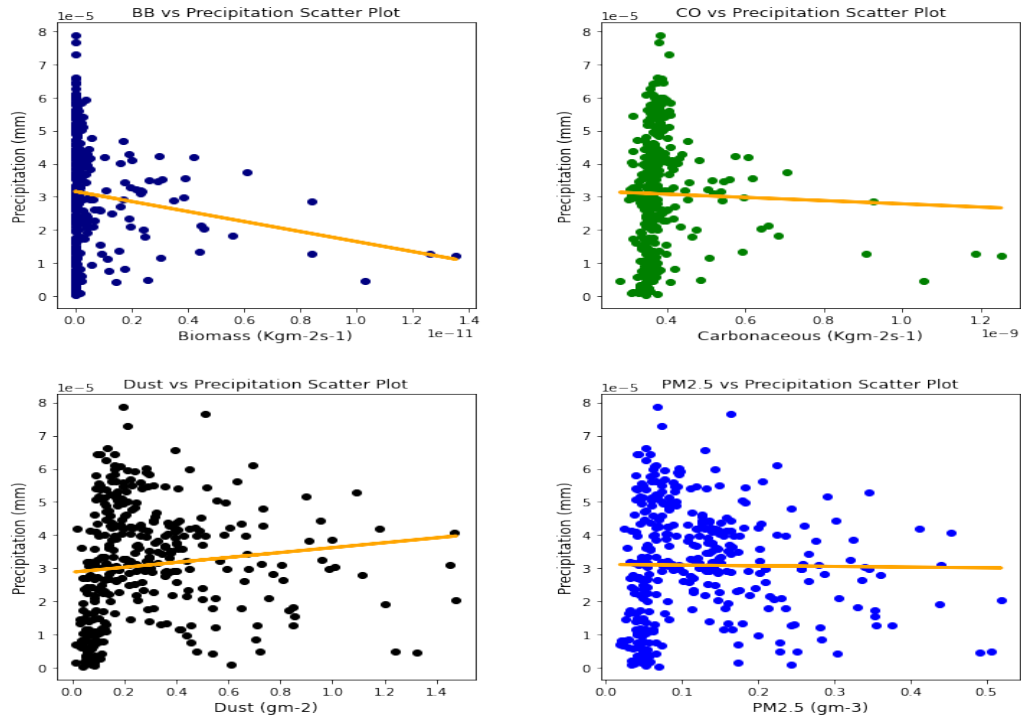 BB vs Precipitation Scatter Plot
1e−5
8
7
6
5
4
3
2
1
0
Precipitation (mm)
0.0 0.2 0.4 0.6 0.8 1.0 1.2 1.4
1e−11
Biomass (Kgm-2s-1)
CO vs Precipitation Scatter Plot
1e−5
8
7
6
5
4
3
2
1
0
Precipitation (mm)
0.4 0.6 0.8 1.0 1.2
1e−9
Carbonaceous (Kgm-2s-1)
Dust vs Precipitation Scatter Plot
1e−5
8
7
6
5
4
3
2
1
0
Precipitation (mm)
0.0 0.2 0.4 0.6 0.8 1.0 1.2 1.4
Dust (gm-2)
PM2.5 vs Precipitation Scatter Plot
1e−5
8
7
6
5
4
3
2
1
0
Precipitation (mm)
0.0 0.1 0.2 0.3 0.4 0.5
PM2.5 (gm-3)